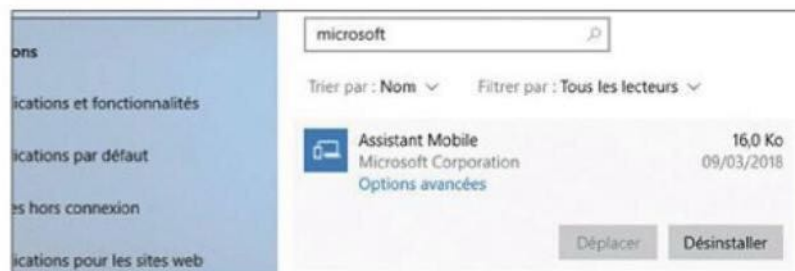 ons
ications et fonctionnalités
ications par défaut
es hors connexion
ications pour les sites web
microsoft
Trier par : Nom
Filtrer par : Tous les lecteurs
Assistant Mobile
16,0 Ko
Microsoft Corporation
09/03/2018
Options avancées
Déplacer
Désinstaller